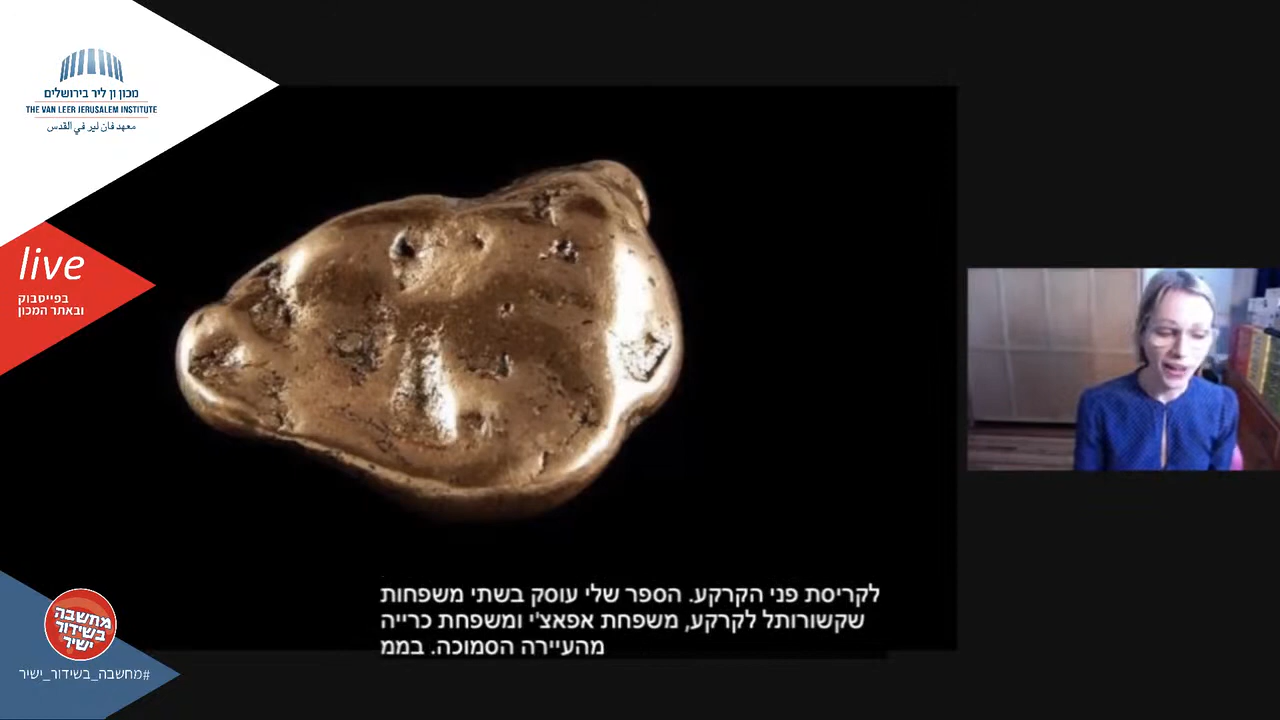 מכון ון ליר בירושלים
THE VAN LEER JERUSALEM INSTITUTE
معهد فان لير في القدس
live
בפייסבוק
ובאתר המכון
לקריסת פני הקרקע. הספר שלי עוסק בשתי משפחות
שקשורותל לקרקע, משפחת אפאצ'י ומשפחת כרייה
מהעיירה הסמוכה. בממ
מחשבה
בשידור
ישיר
#מחשבה_בשידור_ישיר